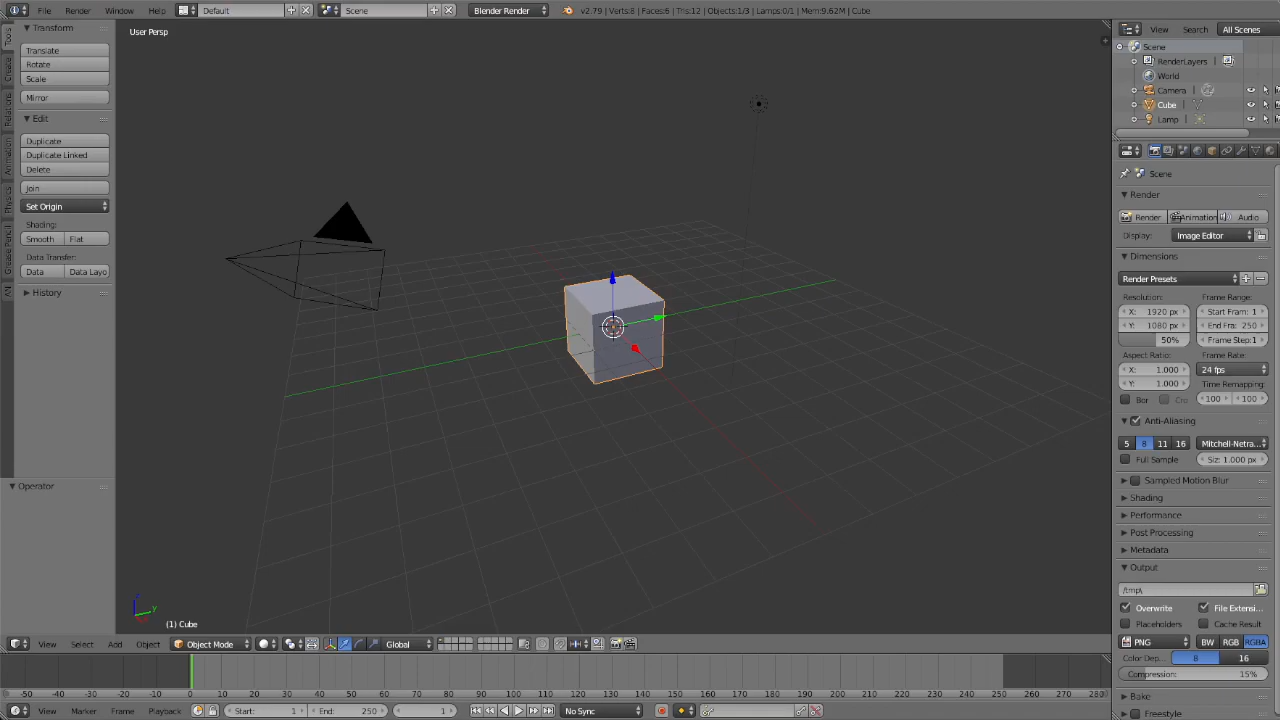 File Render Window Help Default Scene Blender Render v2.79 | Verts:8 | Faces:6 | Tris:12 | Objects:1/3 | Lamps:0/1 | Mem:9.62M | Cube
Tools
Create
Relations
Animation
Physics
Grease Pencil
AN
Transform
Translate
Rotate
Scale
Mirror
Edit
Duplicate
Duplicate Linked
Delete
Join
Set Origin
Shading:
Smooth Flat
Data Transfer:
Data Data Layo
History
Operator
User Persp
y
(1) Cube
View Select Add Object Object Mode Global
View Search All Scenes
Scene
RenderLayers
World
Camera
Cube
Lamp
Scene
Render
Render Animation Audio
Display: Image Editor
Dimensions
Render Presets
Resolution: Frame Range:
X: 1920 px Start Fram: 1
Y: 1080 px End Fra: 250
50% Frame Step:1
Aspect Ratio: Frame Rate:
X: 1.000 24 fps
Y: 1.000 Time Remapping:
Bor Cro 100 100
Anti-Aliasing
5 8 11 16 Mitchell-Netra...
Full Sample Siz: 1.000 px
Sampled Motion Blur
Shading
Performance
Post Processing
Metadata
Output
/tmp\
Overwrite File Extensi...
Placeholders Cache Result
PNG BW RGB RGBA
Color Dep... 8 16
Compression: 15%
Bake
Freestyle
-50 -40 -30 -20 -10 0 10 20 30 40 50 60 70 80 90 100 110 120 130 140 150 160 170 180 190 200 210 220 230 240 250 260 270 280
View Marker Frame Playback Start: 1 End: 250 1 No Sync